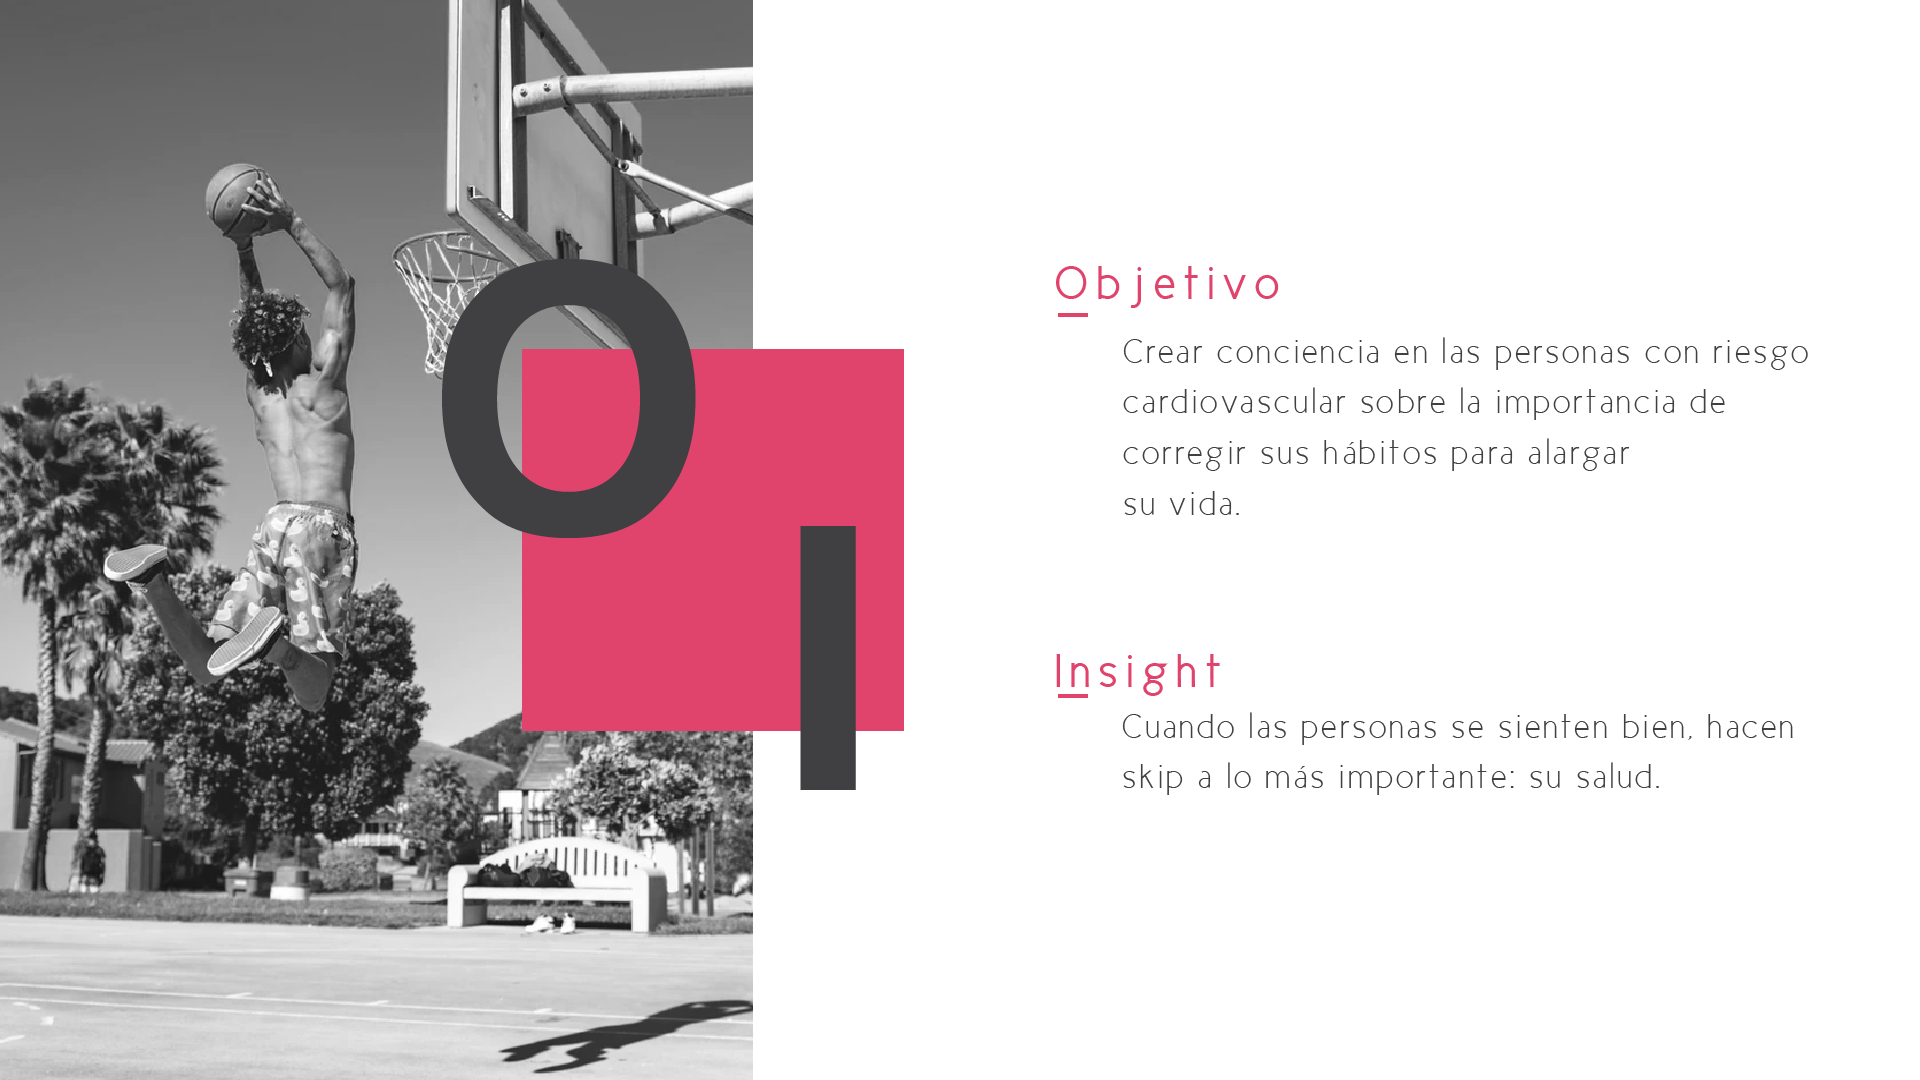 O
I
Objetivo
Crear conciencia en las personas con riesgo
cardiovascular sobre la importancia de
corregir sus hábitos para alargar
su vida.
Insight
Cuando las personas se sienten bien, hacen
skip a lo más importante: su salud.